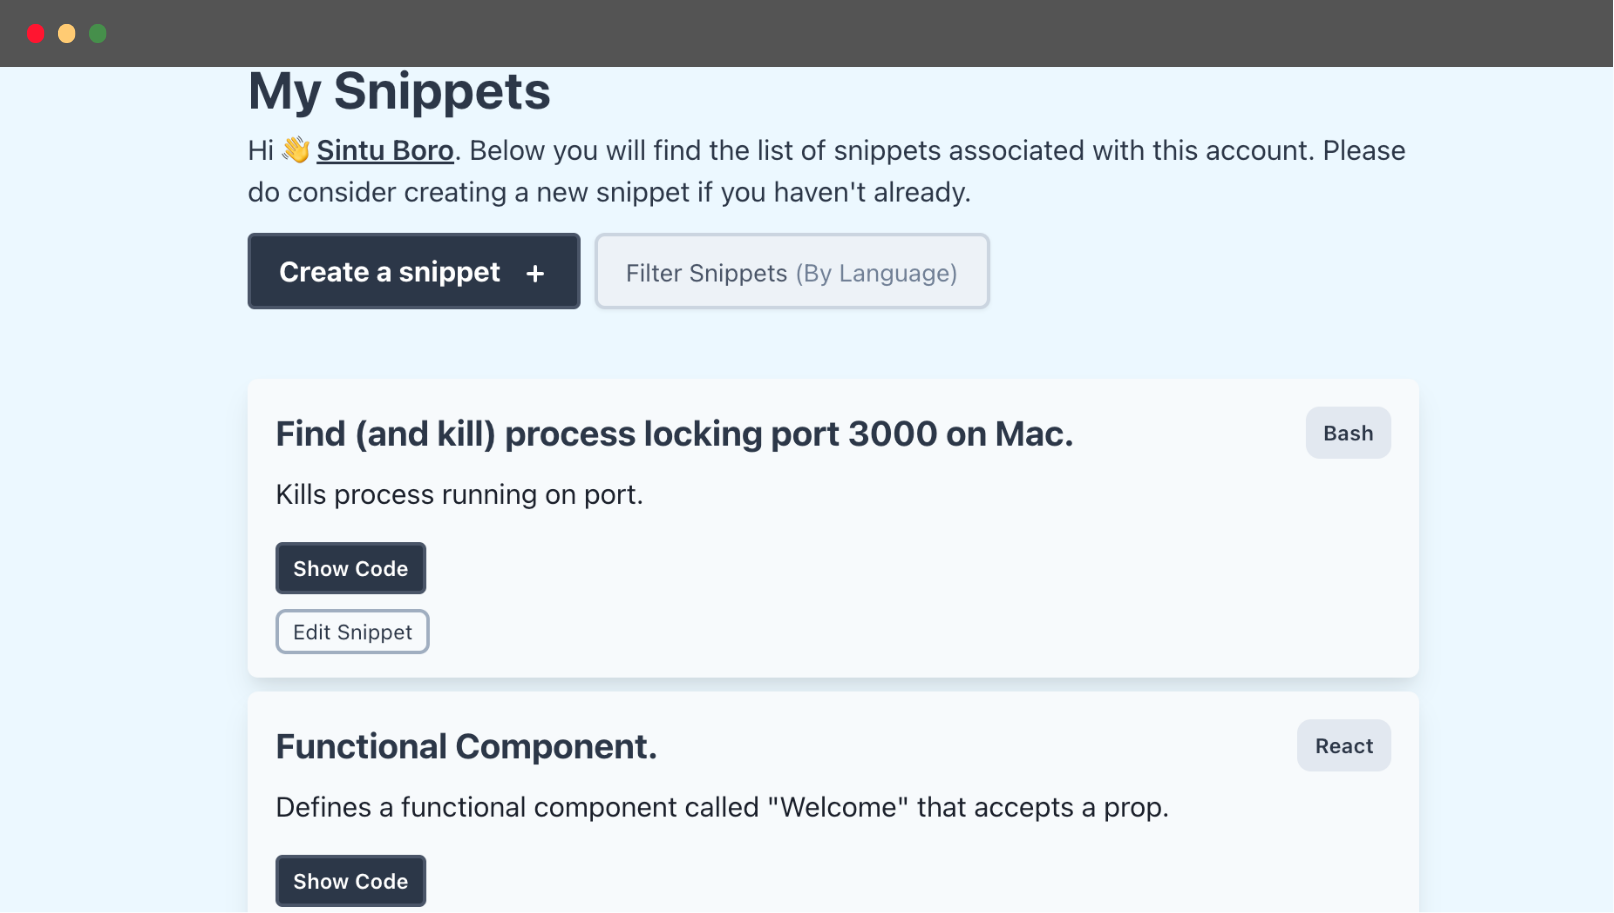 My Snippets
Hi 👋 Sintu Boro. Below you will find the list of snippets associated with this account. Please
do consider creating a new snippet if you haven't already.
Create a snippet +
Filter Snippets (By Language)
Find (and kill) process locking port 3000 on Mac.
Bash
Kills process running on port.
Show Code
Edit Snippet
Functional Component.
React
Defines a functional component called "Welcome" that accepts a prop.
Show Code